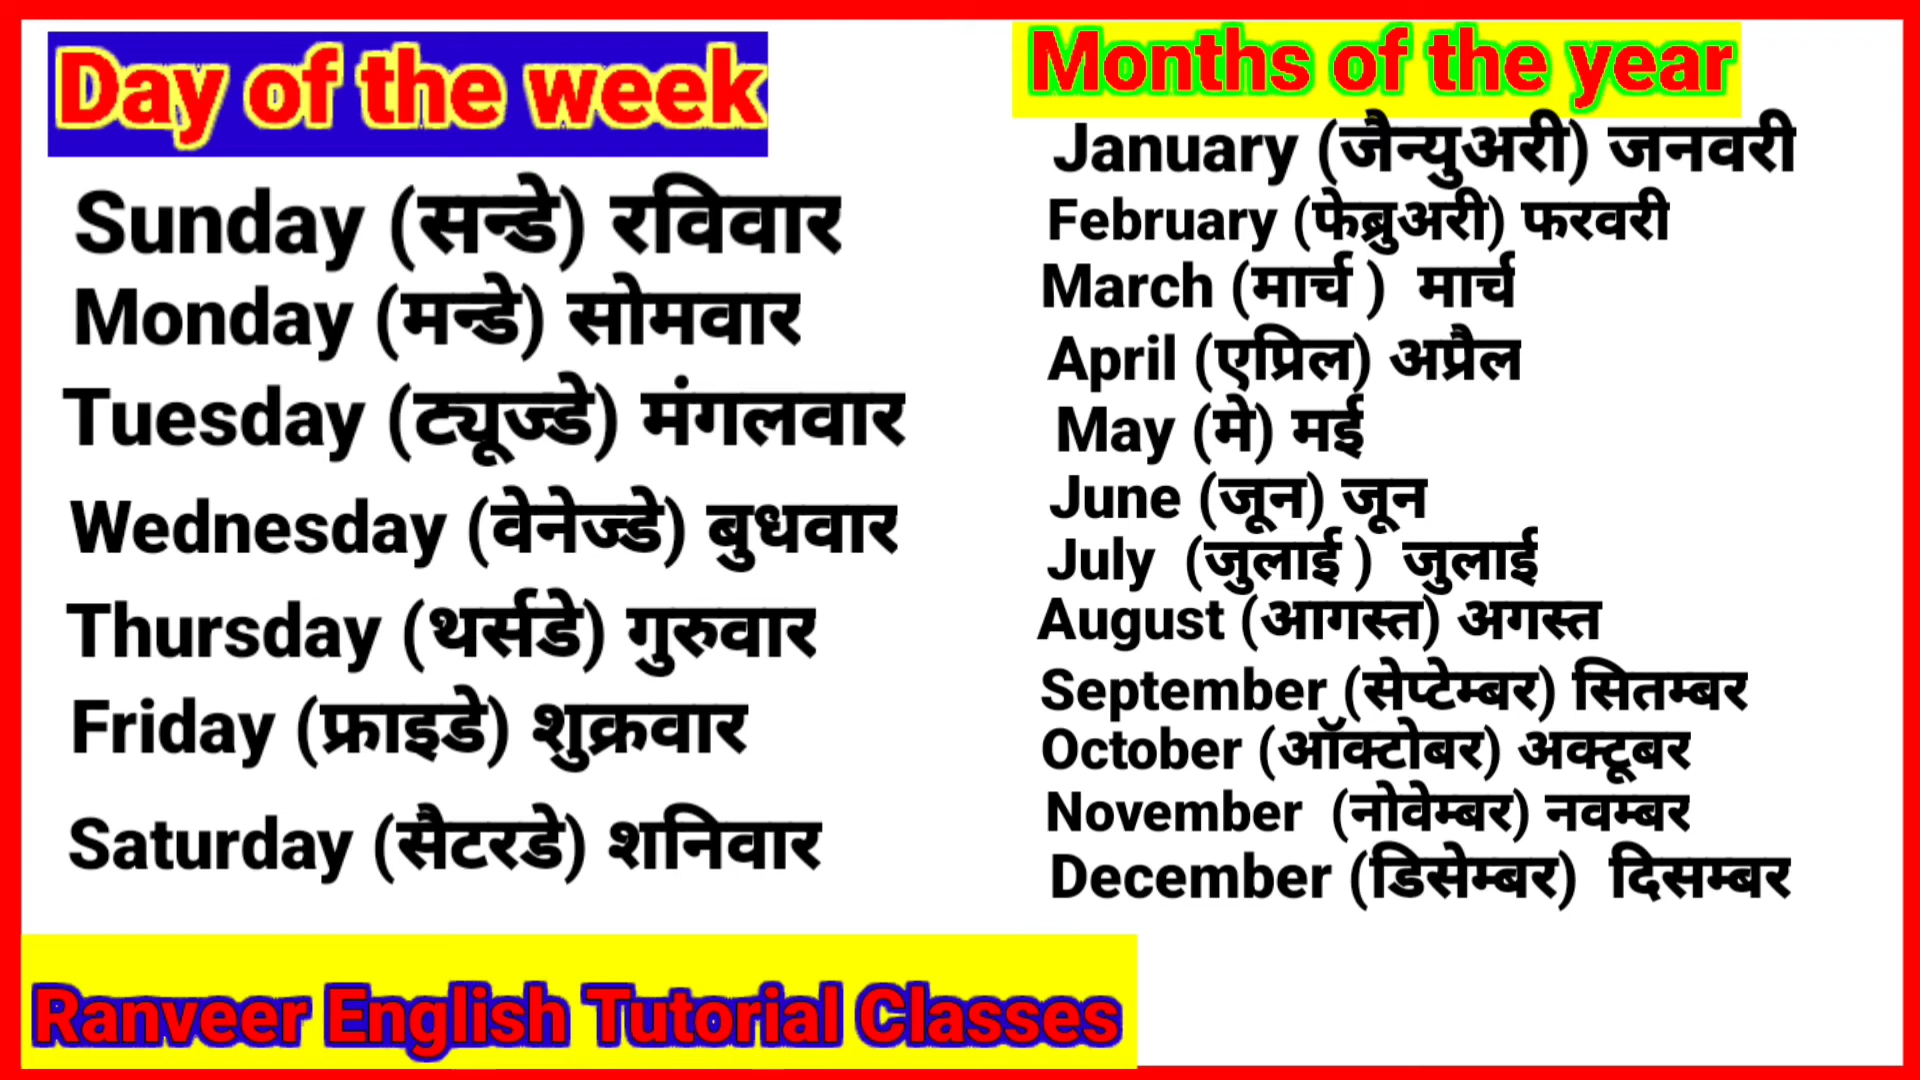 Day of the week
Sunday (सन्डे) रविवार
Monday (मन्डे) सोमवार
Tuesday (ट्यूज्डे) मंगलवार
Wednesday (वेनेज्डे) बुधवार
Thursday (थर्सडे) गुरुवार
Friday (फ्राइडे) शुक्रवार
Saturday (सैटरडे) शनिवार
Months of the year
January (जैन्युअरी) जनवरी
February (फेब्रुअरी) फरवरी
March (मार्च ) मार्च
April (एप्रिल) अप्रैल
May (मे) मई
June (जून) जून
July (जुलाई ) जुलाई
August (आगस्त) अगस्त
September (सेप्टेम्बर) सितम्बर
October (ऑक्टोबर) अक्टूबर
November (नोवेम्बर) नवम्बर
December (डिसेम्बर) दिसम्बर
Ranveer English Tutorial Classes